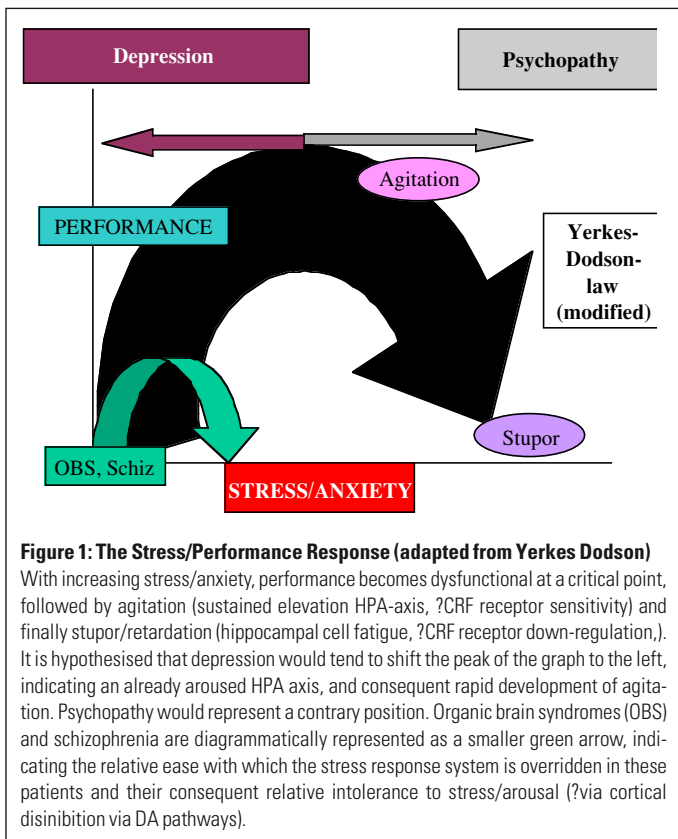 Depression
Psychopathy
Agitation
PERFORMANCE
Yerkes-
Dodson-
law
(modified)
Stupor
OBS, Schiz
STRESS/ANXIETY
Figure 1: The Stress/Performance Response (adapted from Yerkes Dodson)
With increasing stress/anxiety, performance becomes dysfunctional at a critical point,
followed by agitation (sustained elevation HPA-axis, ?CRF receptor sensitivity) and
finally stupor/retardation (hippocampal cell fatigue, ?CRF receptor down-regulation,).
It is hypothesised that depression would tend to shift the peak of the graph to the left,
indicating an already aroused HPA axis, and consequent rapid development of agita-
tion. Psychopathy would represent a contrary position. Organic brain syndromes (OBS)
and schizophrenia are diagrammatically represented as a smaller green arrow, indi-
cating the relative ease with which the stress response system is overridden in these
patients and their consequent relative intolerance to stress/arousal (?via cortical
disinibition via DA pathways).